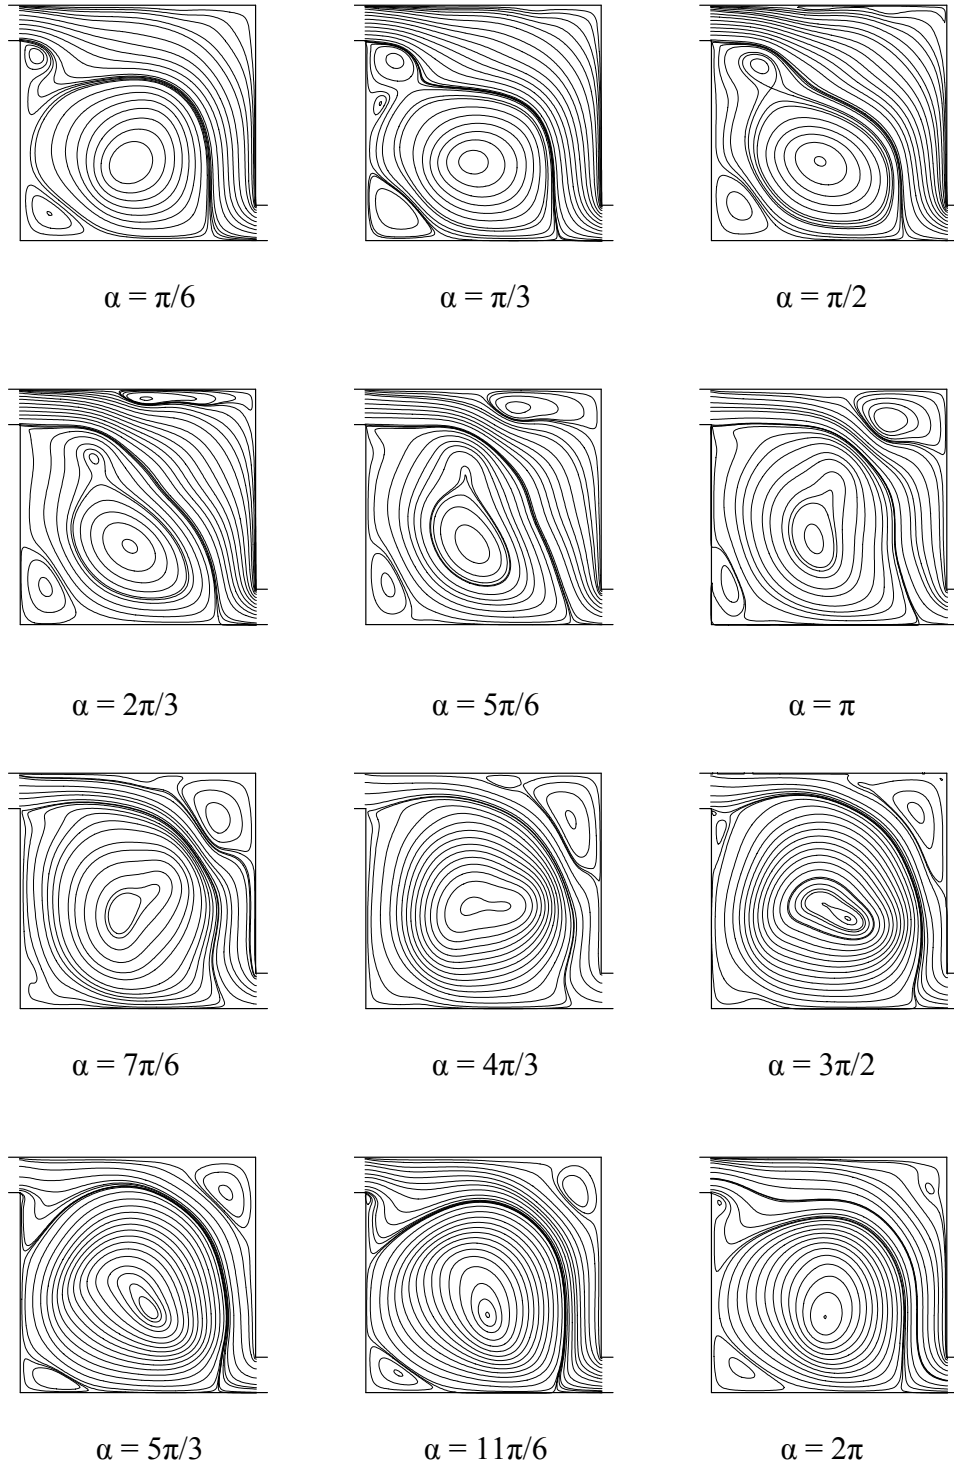 α = π/6 α = π/3 α = π/2
α = 2π/3 α = 5π/6 α = π
α = 7π/6 α = 4π/3 α = 3π/2
α = 5π/3 α = 11π/6 α = 2π